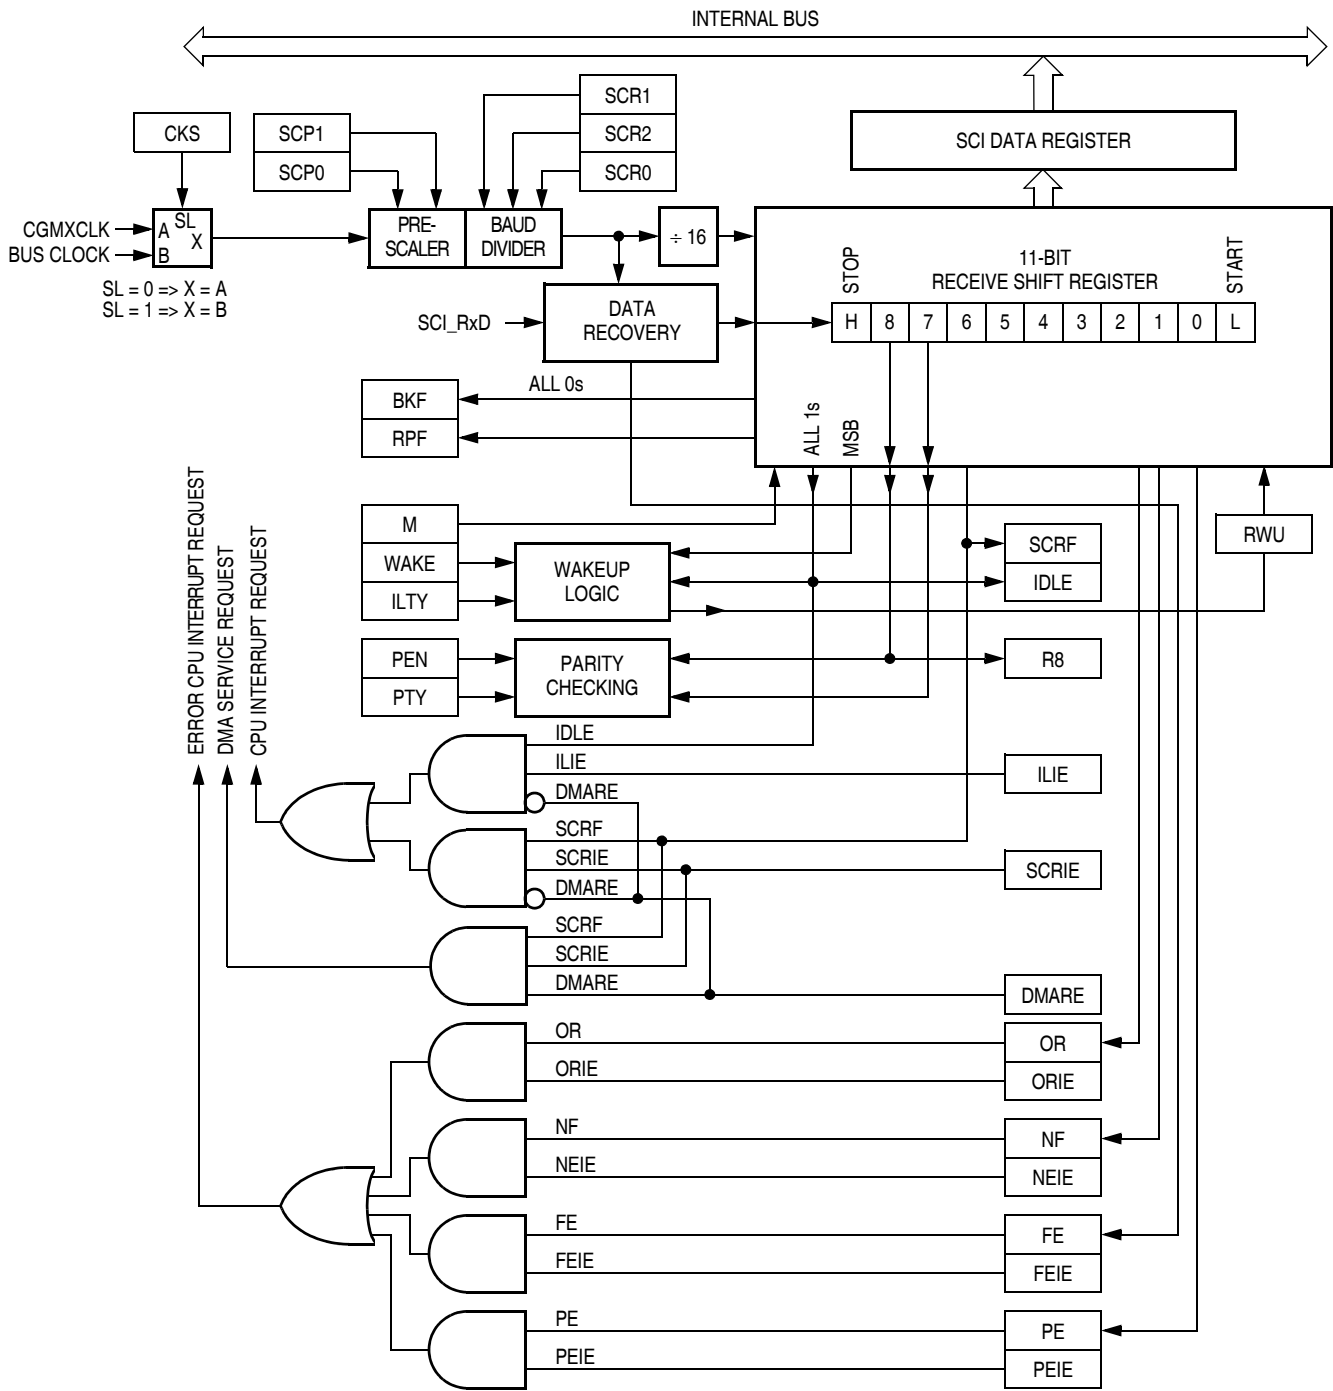 INTERNAL BUS
SCR1
SCR2
SCR0
CKS
SCP1
SCP0
SCI DATA REGISTER
CGMXCLK
BUS CLOCK
A
B
SL
X
PRE-
SCALER
BAUD
DIVIDER
÷ 16
SL = 0 => X = A
SL = 1 => X = B
SCI_RxD
DATA
RECOVERY
11-BIT
RECEIVE SHIFT REGISTER
STOP
START
H 8 7 6 5 4 3 2 1 0 L
ALL 0s
BKF
RPF
ALL 1s
MSB
M
WAKE
ILTY
WAKEUP
LOGIC
SCRF
IDLE
RWU
PEN
PTY
PARITY
CHECKING
R8
ERROR CPU INTERRUPT REQUEST
DMA SERVICE REQUEST
CPU INTERRUPT REQUEST
IDLE
ILIE
DMARE
ILIE
SCRF
SCRIE
DMARE
SCRIE
SCRF
SCRIE
DMARE
DMARE
OR
ORIE
OR
ORIE
NF
NEIE
NF
NEIE
FE
FEIE
FE
FEIE
PE
PEIE
PE
PEIE